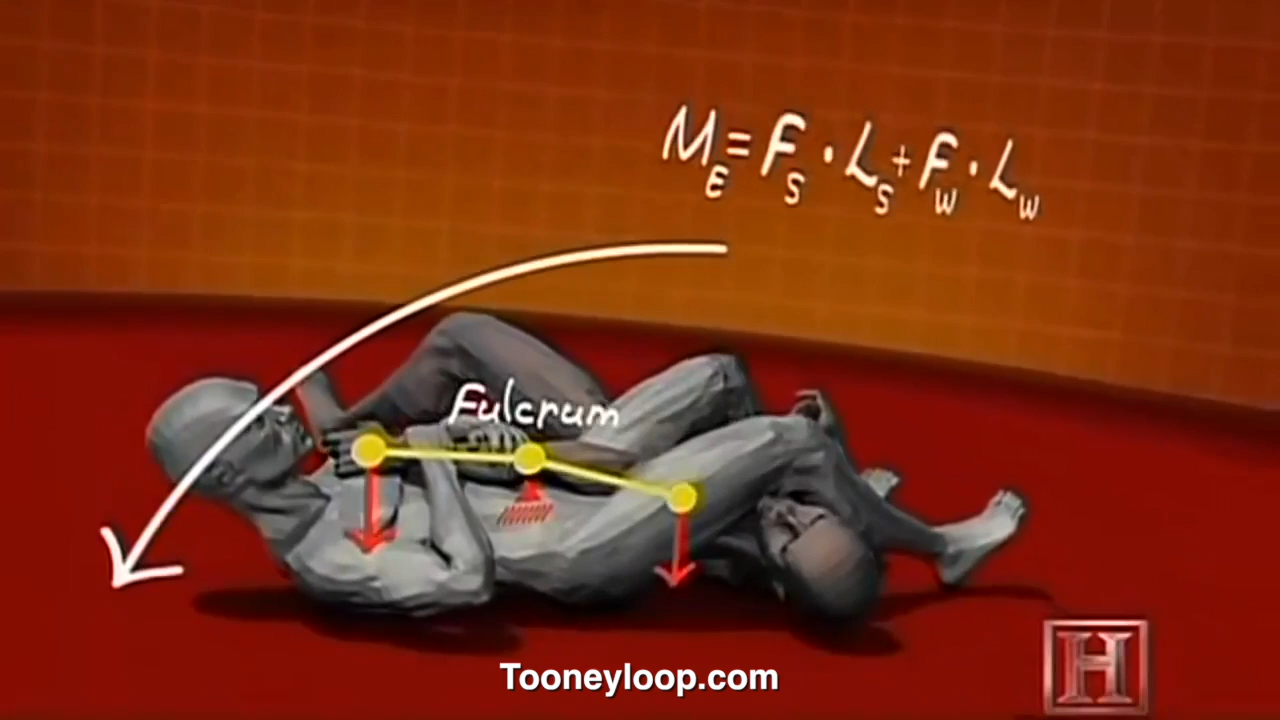 M_E = F_S · L_S + F_W · L_W
Fulcrum
H
Tooneyloop.com